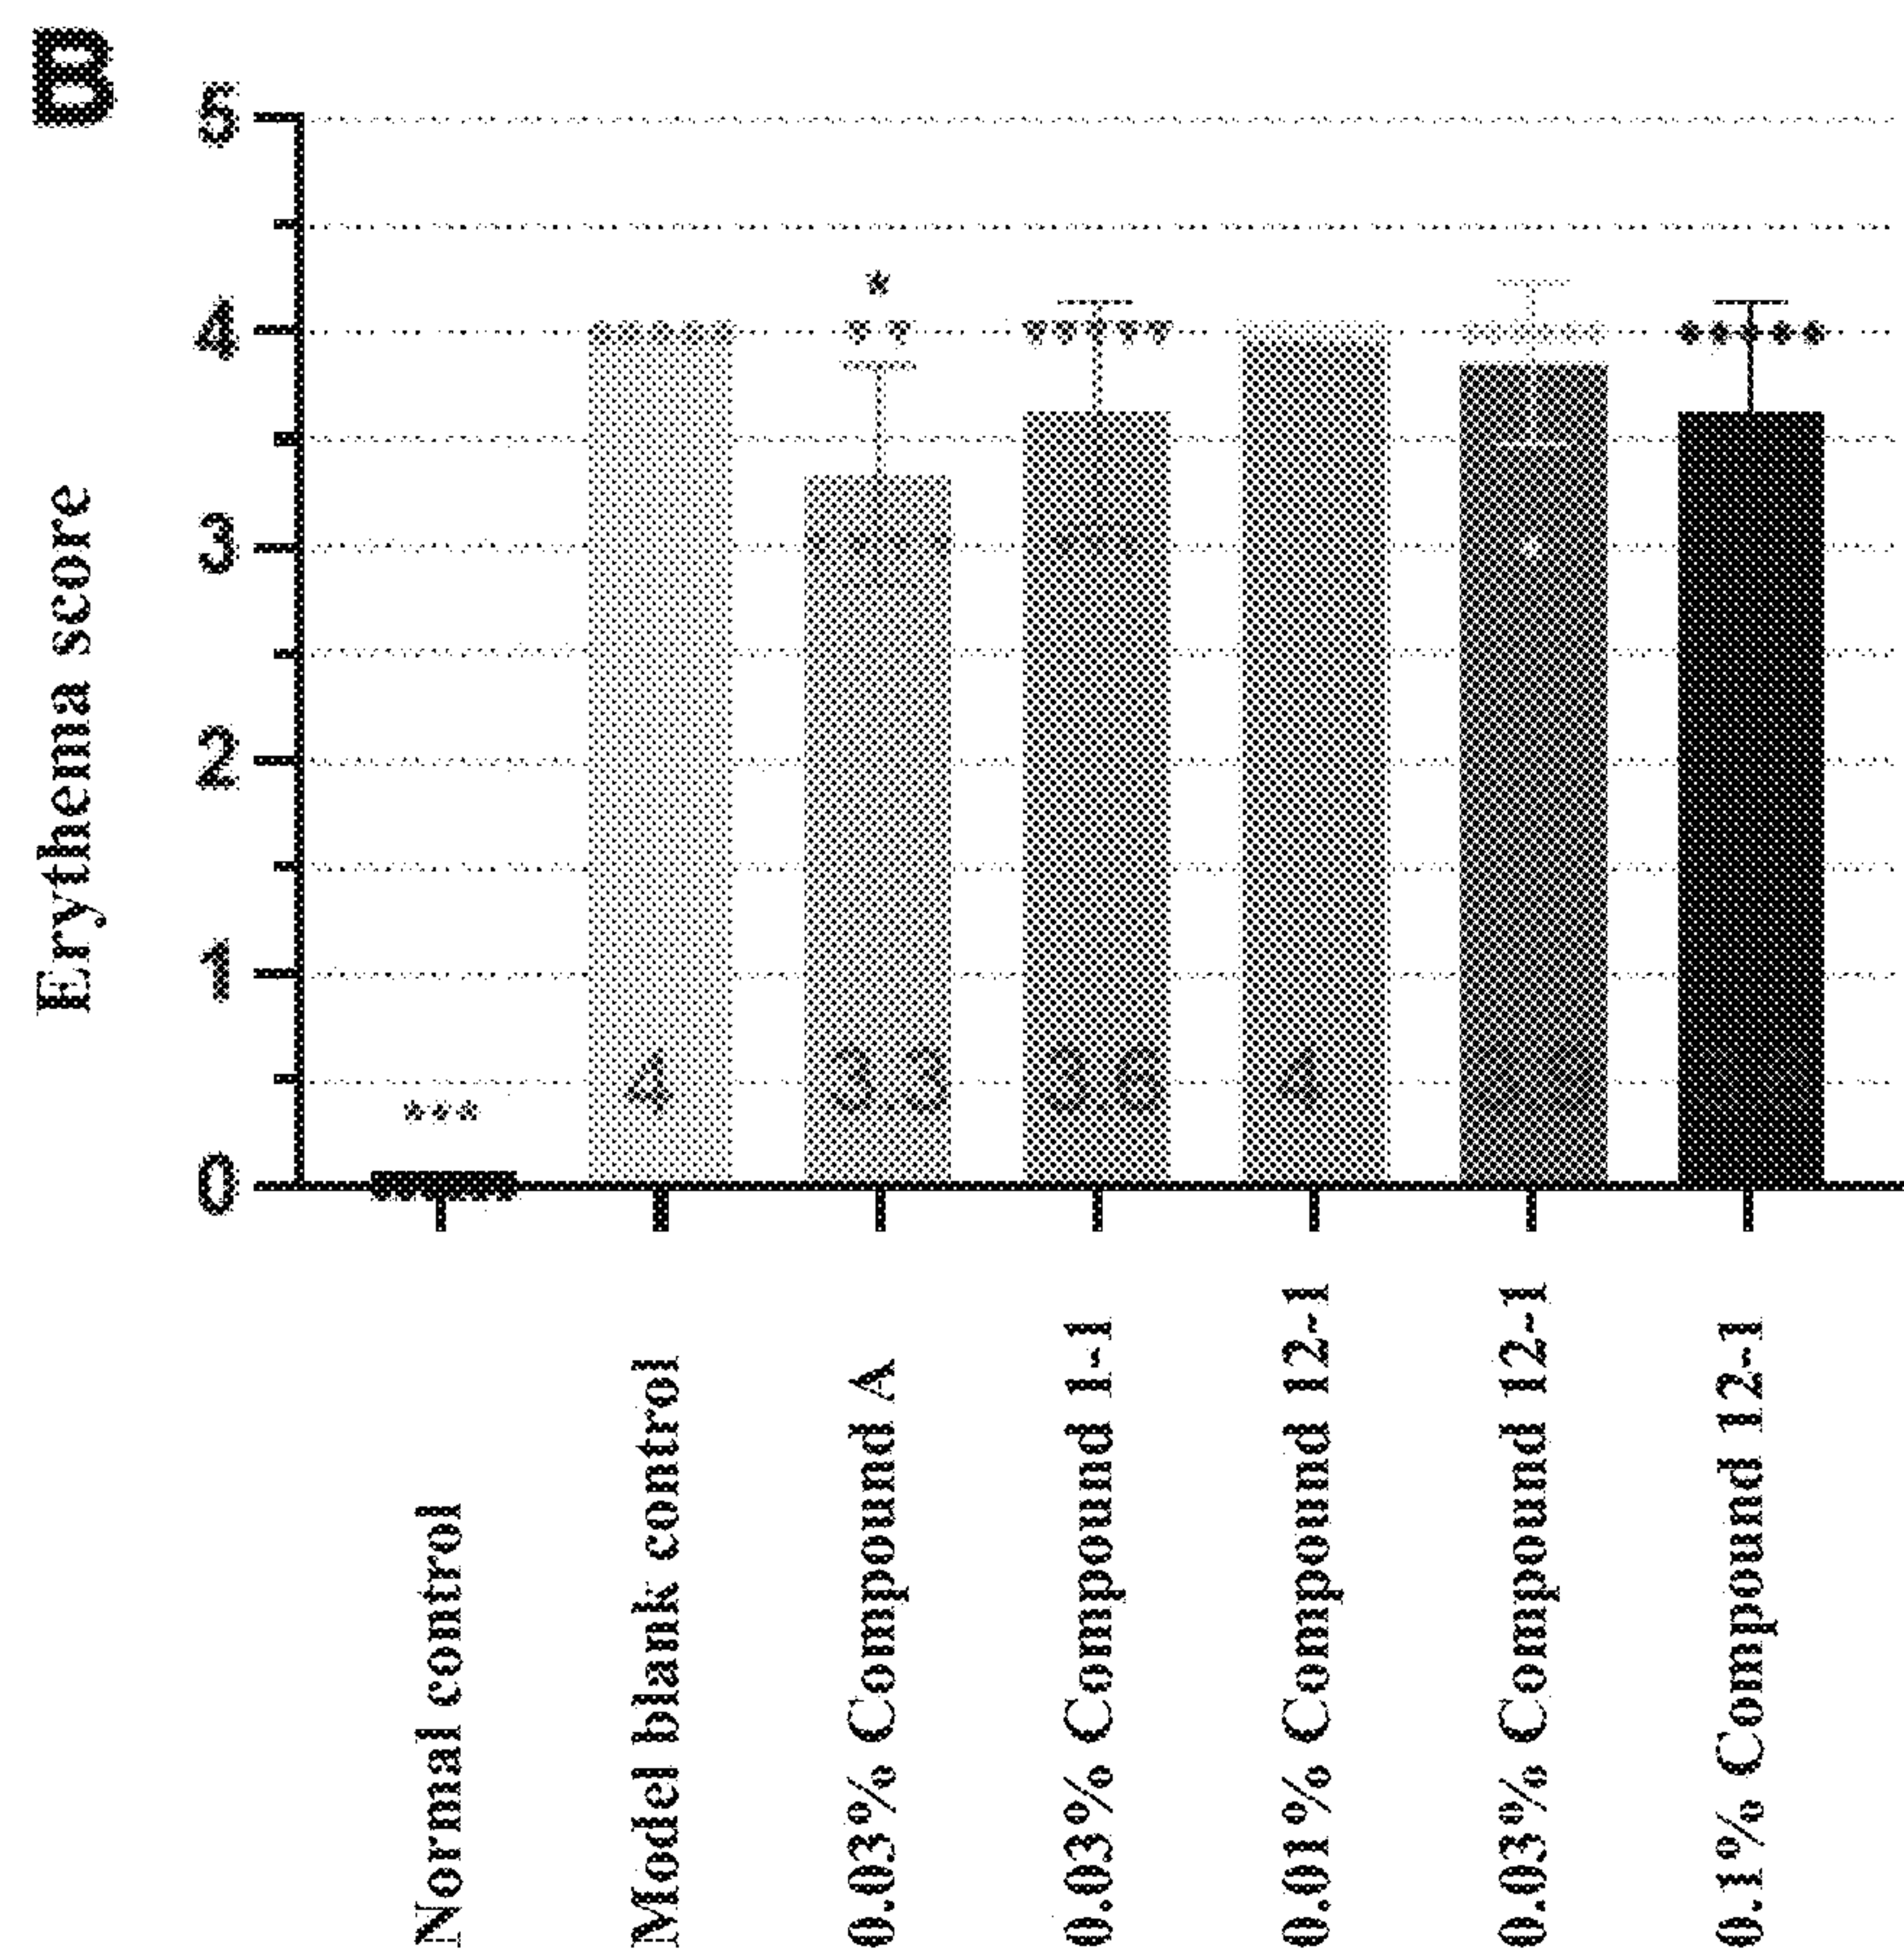 B
Erythema score
5
4
3
2
1
0
*
***
4
3.3
3.6
4
Normal control
Model blank control
0.03% Compound A
0.03% Compound 1-1
0.01% Compound 12-1
0.03% Compound 12-1
0.1% Compound 12-1